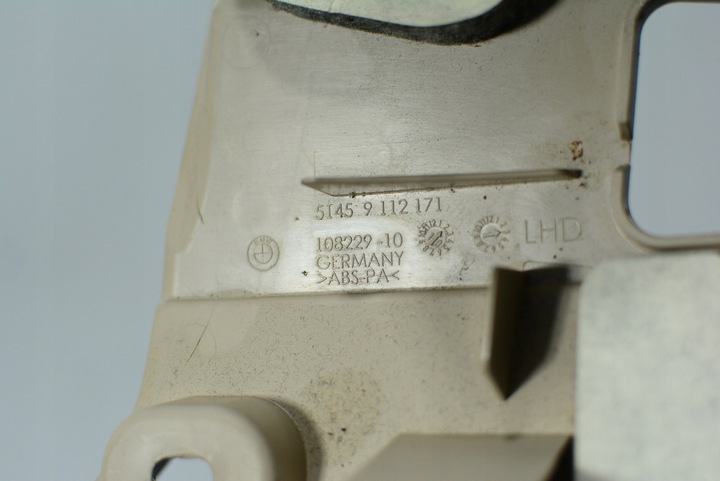 5145 9 112 171
108229-10
GERMANY
>ABS-PA<
LHD